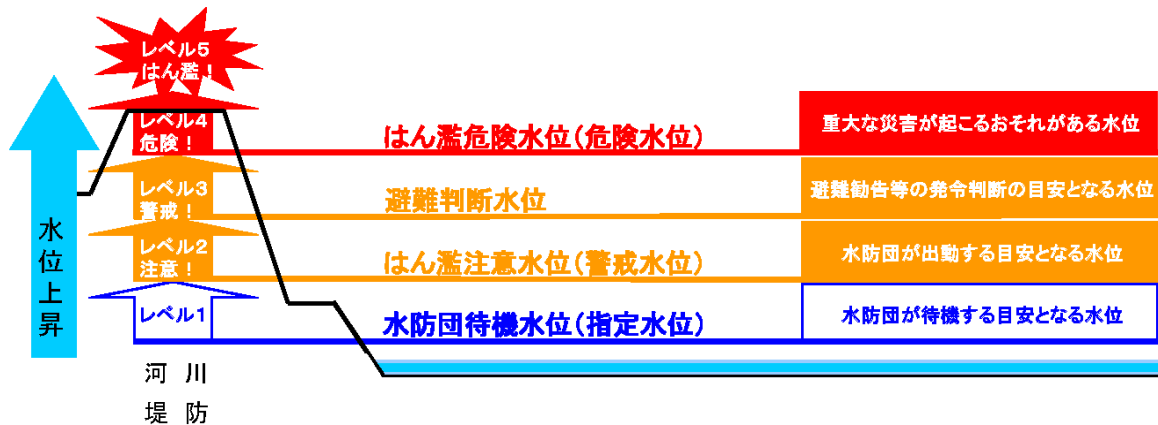 レベル5
はん濫！
レベル4
危険！
はん濫危険水位(危険水位)
重大な災害が起こるおそれがある水位
レベル3
警戒！
避難判断水位
避難勧告等の発令判断の目安となる水位
レベル2
注意！
はん濫注意水位(警戒水位)
水防団が出動する目安となる水位
レベル1
水防団待機水位(指定水位)
水防団が待機する目安となる水位
水位上昇
河川
堤防